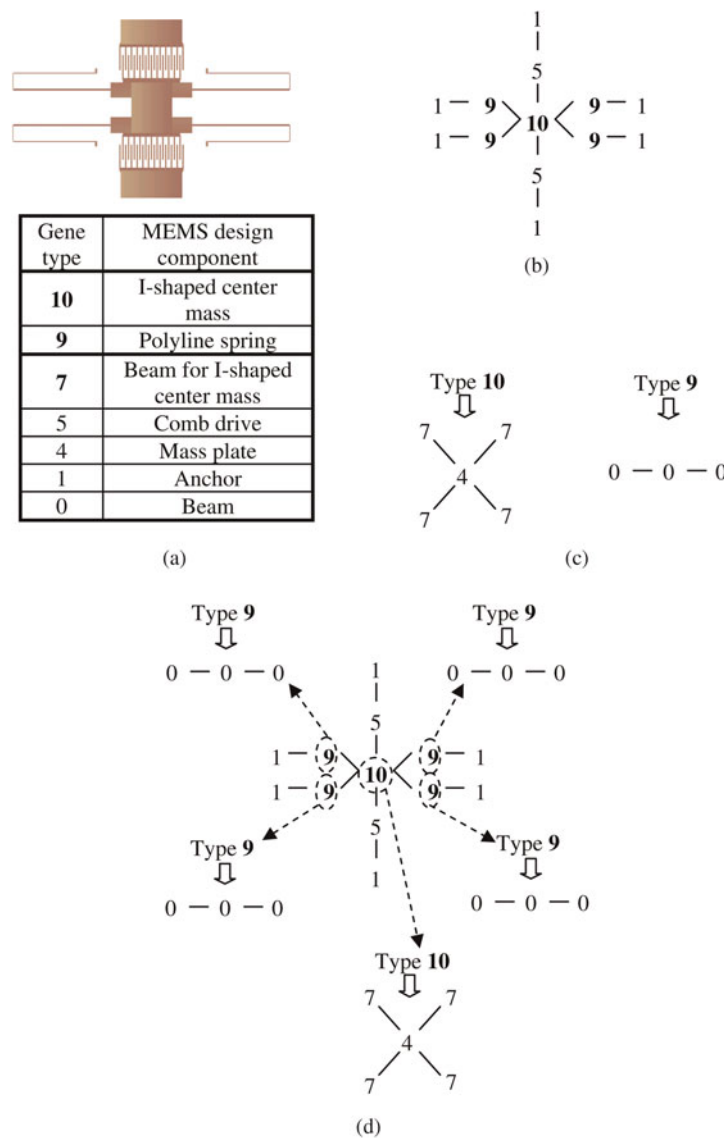 1
5
1 9 9 1
10
1 9 9 1
5
1
(b)
Gene type MEMS design component
10 I-shaped center mass
9 Polyline spring
7 Beam for I-shaped center mass
5 Comb drive
4 Mass plate
1 Anchor
0 Beam
(a)
Type 10
7 7
4
7 7
Type 9
0 — 0 — 0
(c)
Type 9
0 — 0 — 0
Type 9
0 — 0 — 0
1
5
1 9 9 1
10
1 9 9 1
5
1
Type 9
0 — 0 — 0
Type 9
0 — 0 — 0
Type 10
7 7
4
7 7
(d)